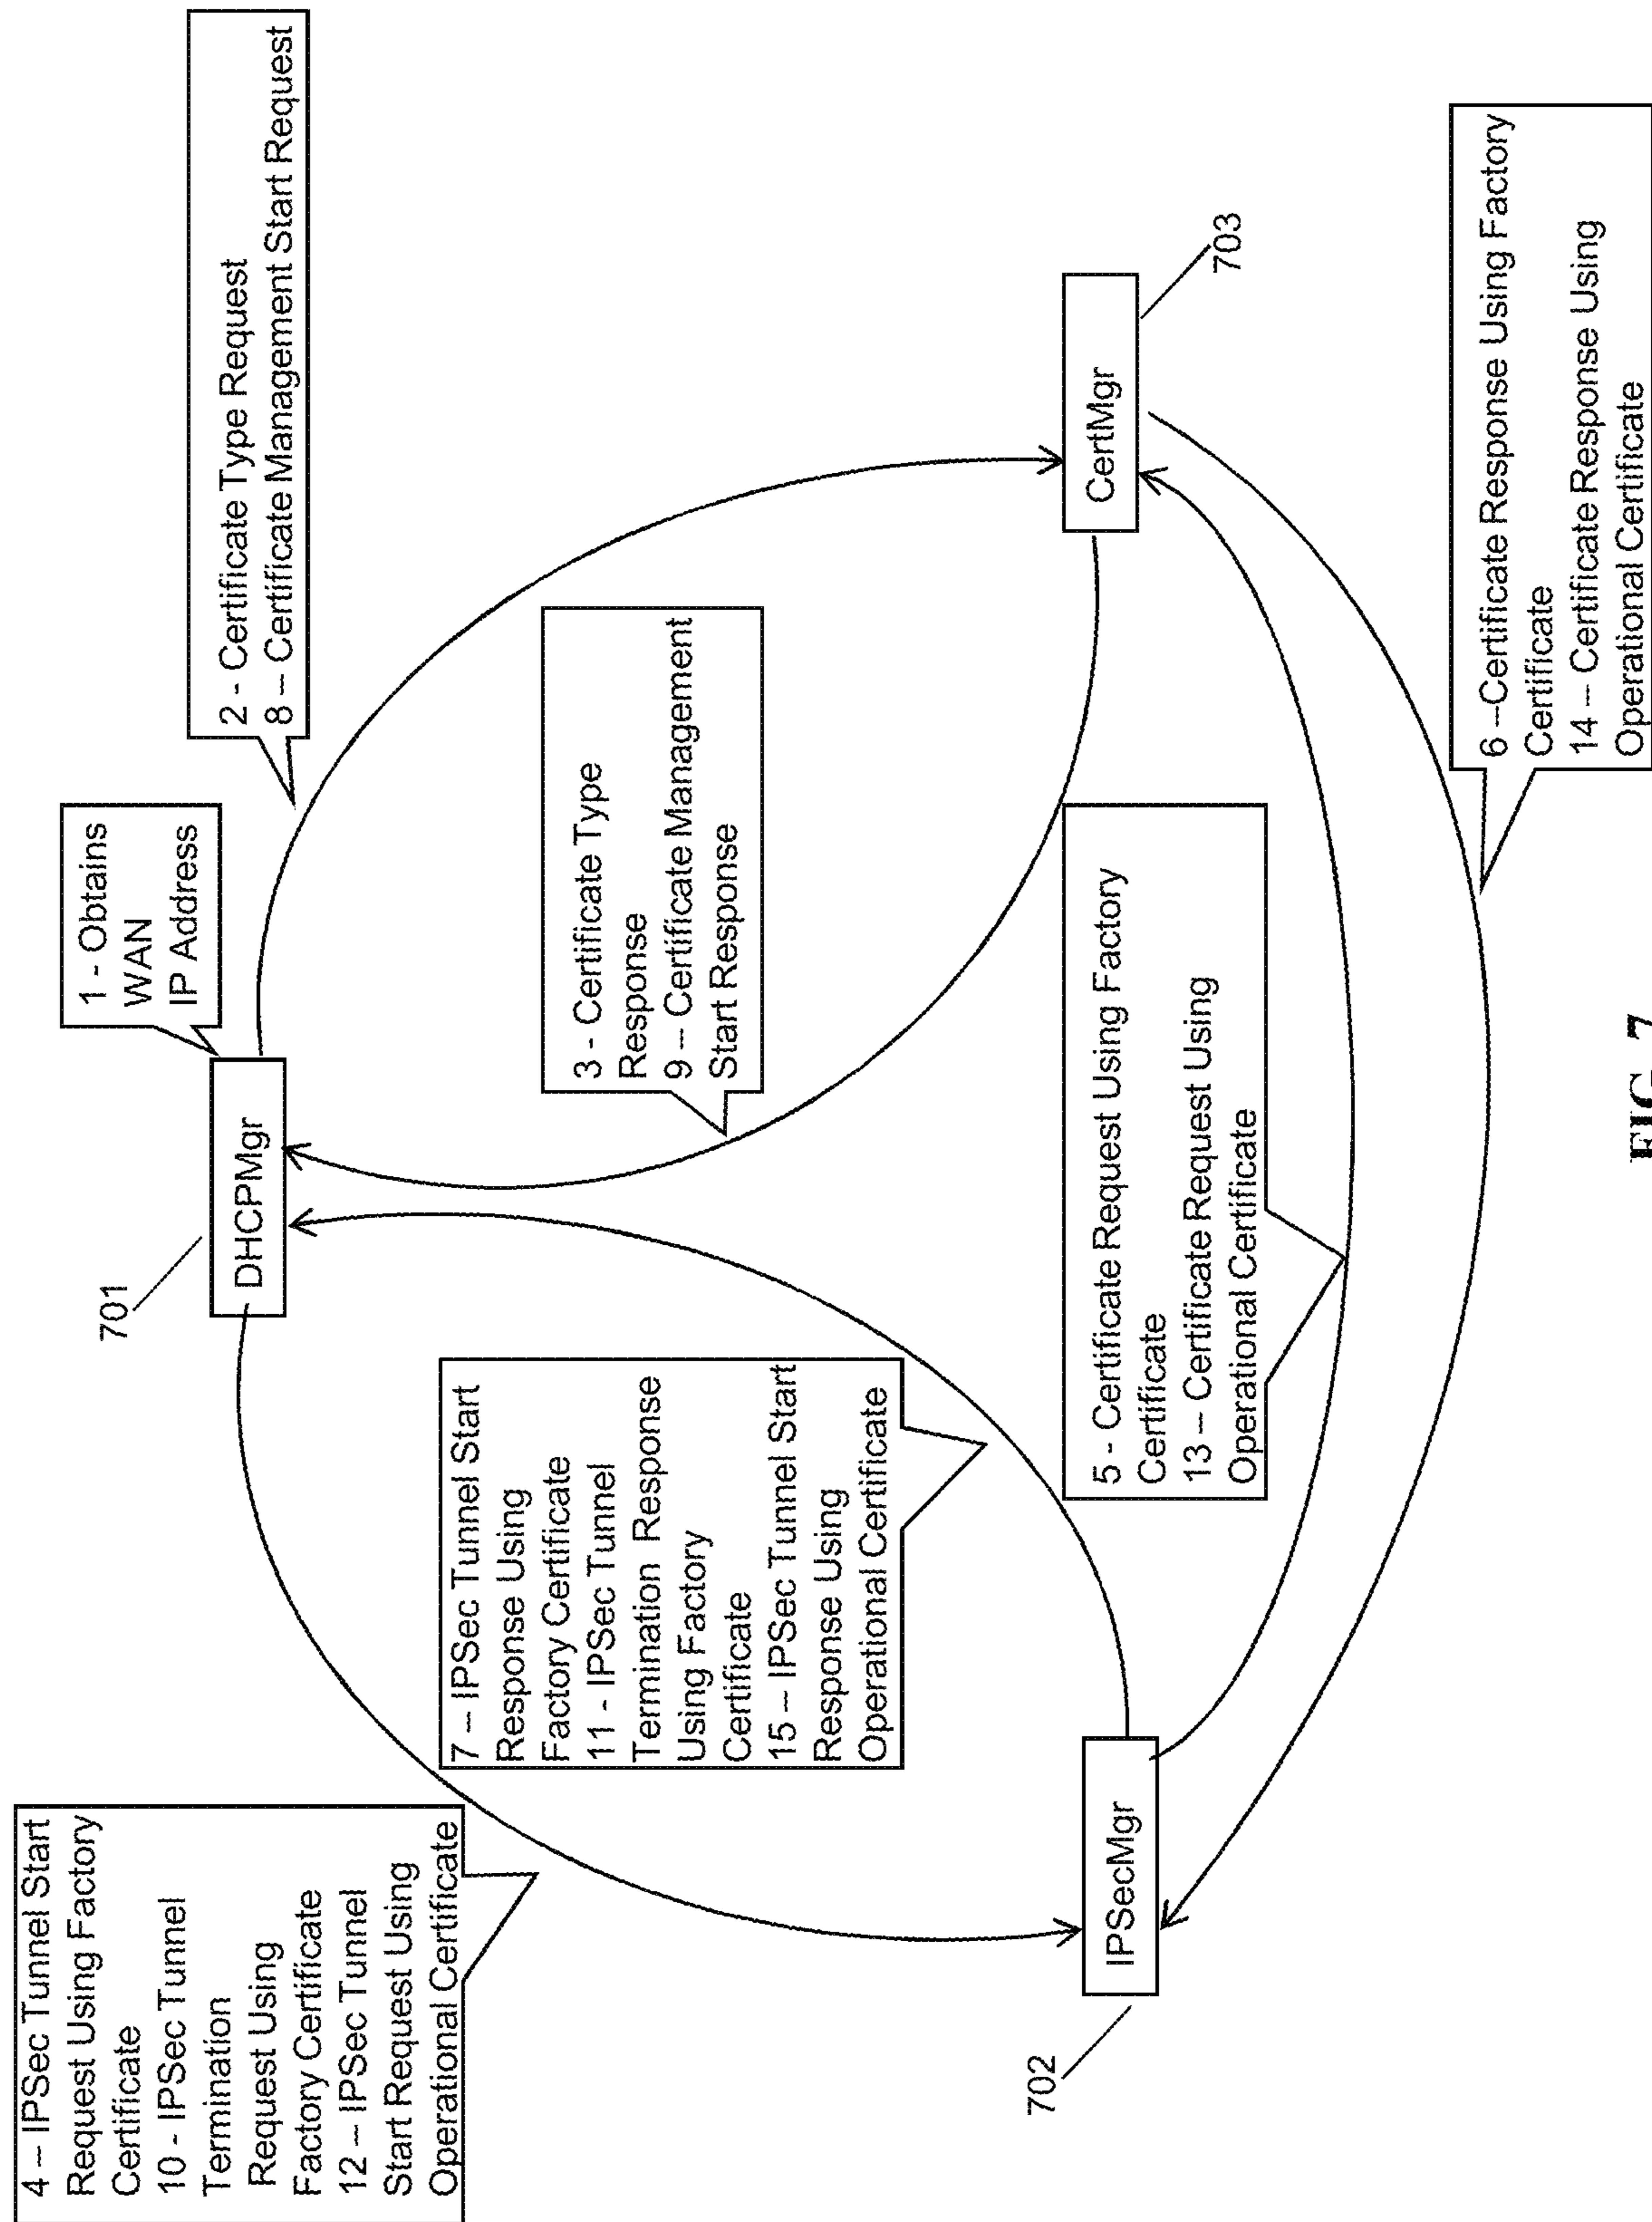 1 - Obtains
WAN
IP Address
2 - Certificate Type Request
8 – Certificate Management Start Request
701
DHCPMgr
4 – IPSec Tunnel Start
Request Using Factory
Certificate
10 - IPSec Tunnel
Termination
Request Using
Factory Certificate
12 – IPSec Tunnel
Start Request Using
Operational Certificate
7 – IPSec Tunnel Start
Response Using
Factory Certificate
11 - IPSec Tunnel
Termination Response
Using Factory
Certificate
15 – IPSec Tunnel Start
Response Using
Operational Certificate
3 - Certificate Type
Response
9 – Certificate Management
Start Response
702
IPSecMgr
CertMgr
703
5 - Certificate Request Using Factory
Certificate
13 – Certificate Request Using
Operational Certificate
6 –Certificate Response Using Factory
Certificate
14 – Certificate Response Using
Operational Certificate
FIG. 7